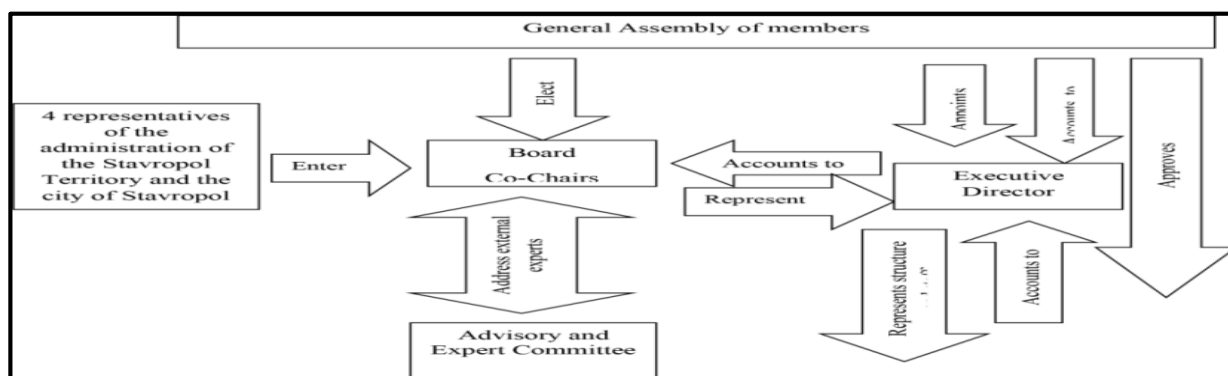 General Assembly of members
4 representatives
of the
administration of
the Stavropol
Territory and the
city of Stavropol
Enter
Elect
Board
Co-Chairs
Accounts to
Represent
Appoints
Accounts to
Approves
Executive
Director
Address external
experts
Represents structure
Accounts to
Advisory and
Expert Committee